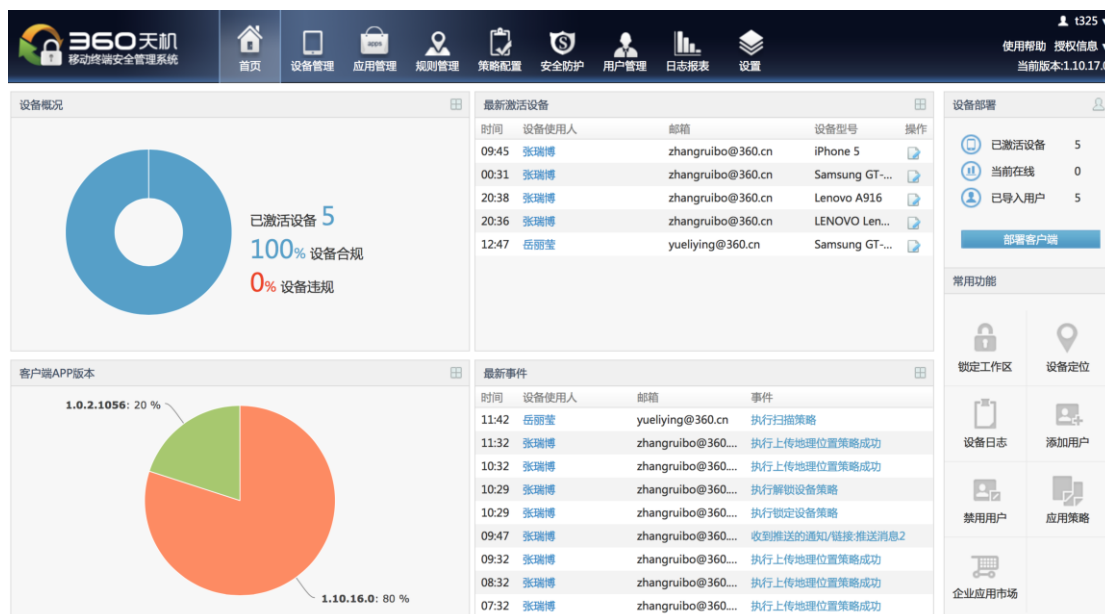 360天机
移动终端安全管理系统
首页
设备管理
应用管理
规则管理
策略配置
安全防护
用户管理
日志报表
设置
t325
使用帮助 授权信息
当前版本:1.10.17.0
设备概况
已激活设备 5
100% 设备合规
0% 设备违规
最新激活设备
时间 设备使用人 邮箱 设备型号 操作
09:45 张瑞博 zhangruibo@360.cn iPhone 5
00:31 张瑞博 zhangruibo@360.cn Samsung GT-...
20:38 张瑞博 zhangruibo@360.cn Lenovo A916
20:36 张瑞博 zhangruibo@360.cn LENOVO Len...
12:47 岳丽莹 yueliying@360.cn Samsung GT-...
设备部署
已激活设备 5
当前在线 0
已导入用户 5
部署客户端
常用功能
锁定工作区 设备定位
设备日志 添加用户
禁用用户 应用策略
企业应用市场
客户端APP版本
1.0.2.1056: 20 %
1.10.16.0: 80 %
最新事件
时间 设备使用人 邮箱 事件
11:42 岳丽莹 yueliying@360.cn 执行扫描策略
11:32 张瑞博 zhangruibo@360.... 执行上传地理位置策略成功
10:32 张瑞博 zhangruibo@360.... 执行上传地理位置策略成功
10:29 张瑞博 zhangruibo@360.... 执行解锁设备策略
10:29 张瑞博 zhangruibo@360.... 执行锁定设备策略
09:47 张瑞博 zhangruibo@360.... 收到推送的通知/链接:推送消息2
09:32 张瑞博 zhangruibo@360.... 执行上传地理位置策略成功
08:32 张瑞博 zhangruibo@360.... 执行上传地理位置策略成功
07:32 张瑞博 zhangruibo@360.... 执行上传地理位置策略成功